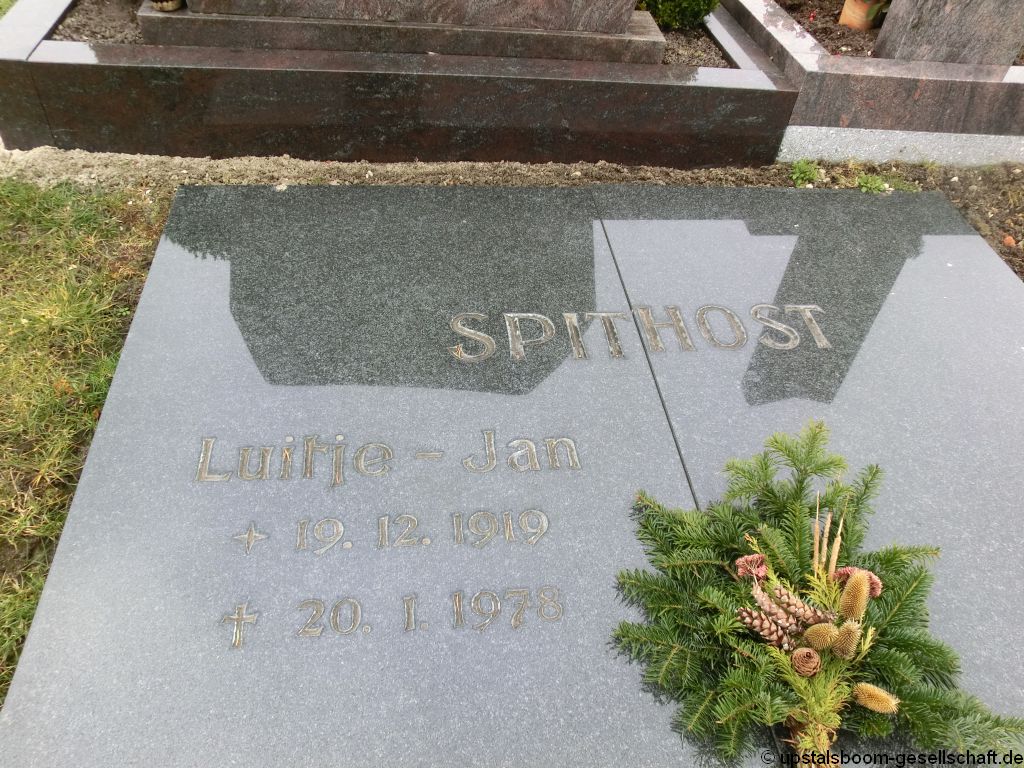 SPITHOST
Luitje - Jan
19. 12. 1919
✝ 20. 1. 1978
© upstalsboom-gesellschaft.de